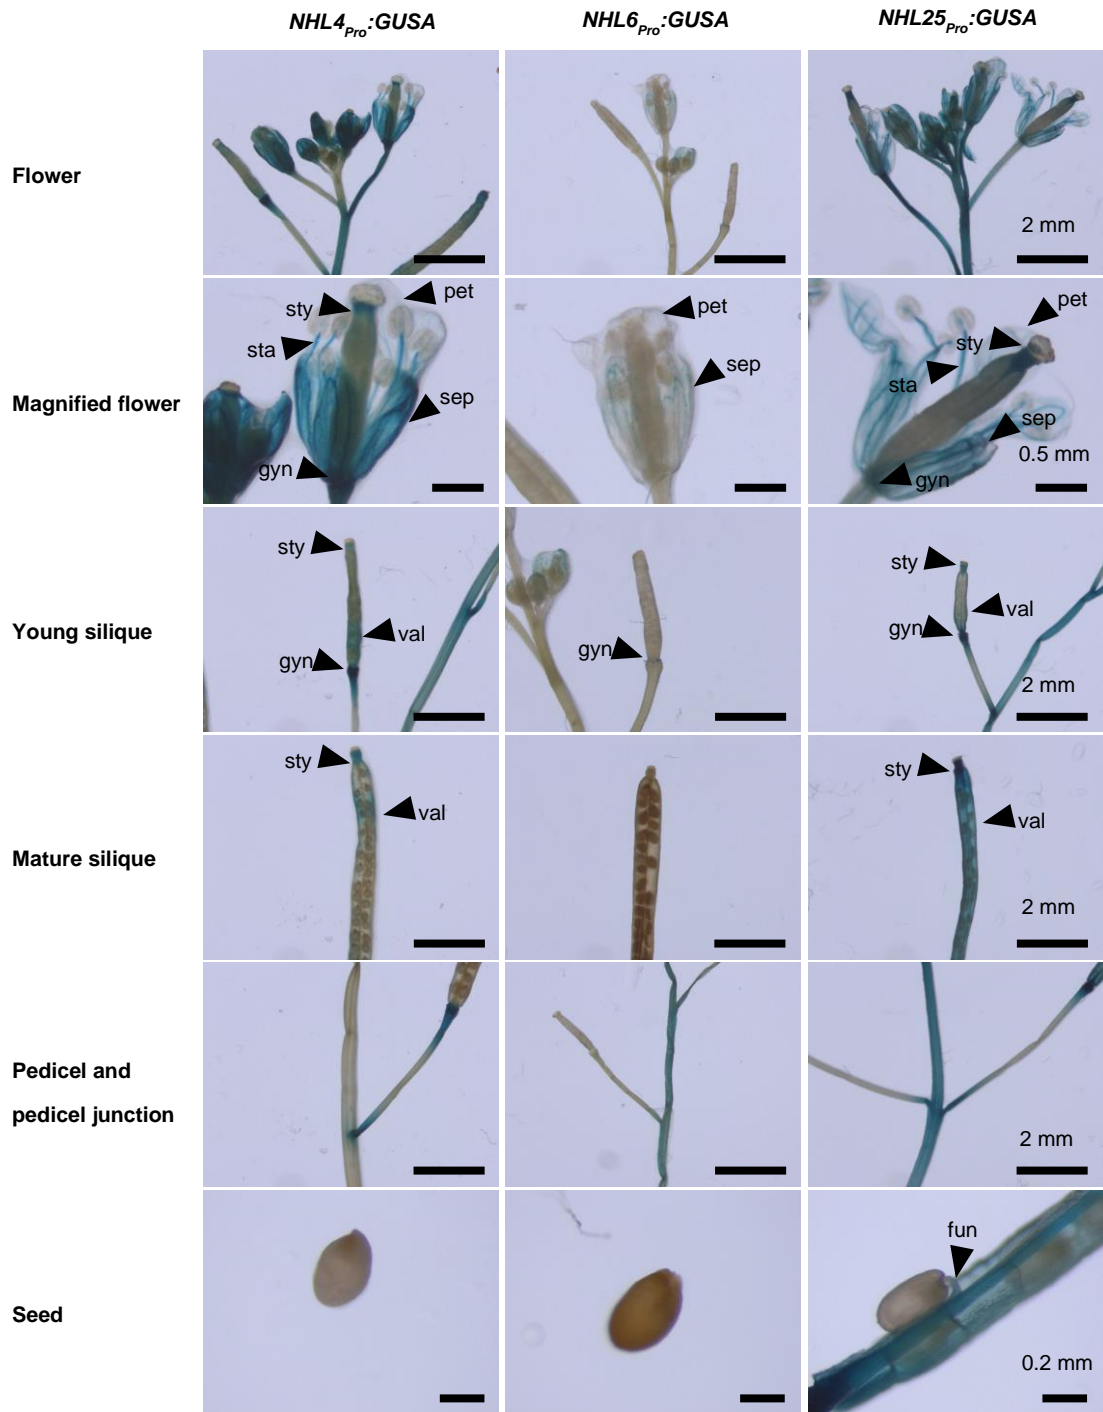 NHL4Pro:GUSA NHL6Pro:GUSA NHL25Pro:GUSA
Flower
2 mm
Magnified flower
sty
pet
sta
sep
gyn
pet
sep
pet
sty
sta
sep
0.5 mm
gyn
Young silique
sty
val
gyn
gyn
sty
val
gyn
2 mm
Mature silique
sty
val
sty
val
2 mm
Pedicel and
pedicel junction
2 mm
Seed
fun
0.2 mm